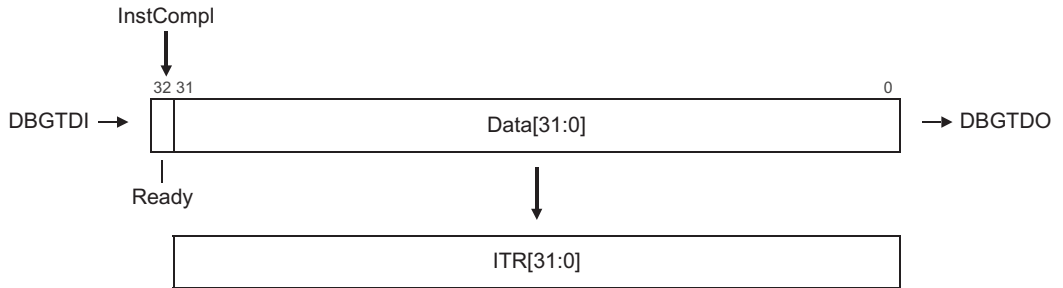 InstCompl
32 31 0
DBGTDI Data[31:0] DBGTDO
Ready
ITR[31:0]